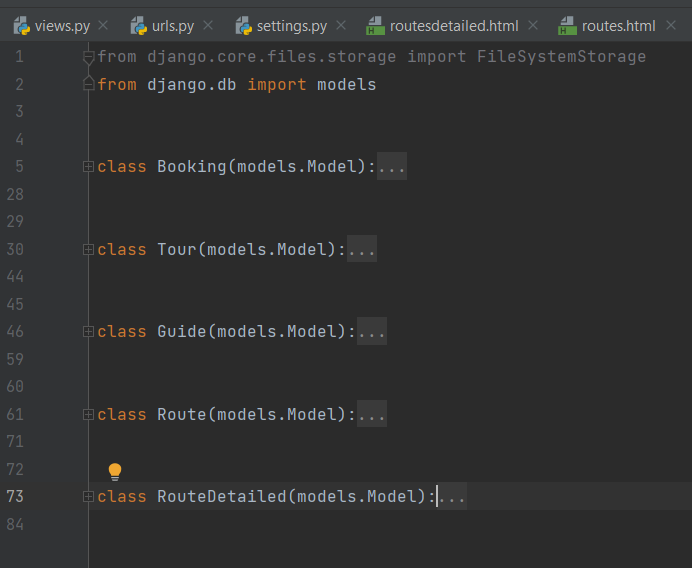 views.py urls.py settings.py routesdetailed.html routes.html
1 from django.core.files.storage import FileSystemStorage
2 from django.db import models
3
4
5 class Booking(models.Model):...
28
29
30 class Tour(models.Model):...
44
45
46 class Guide(models.Model):...
59
60
61 class Route(models.Model):...
71
72
73 class RouteDetailed(models.Model):...
84